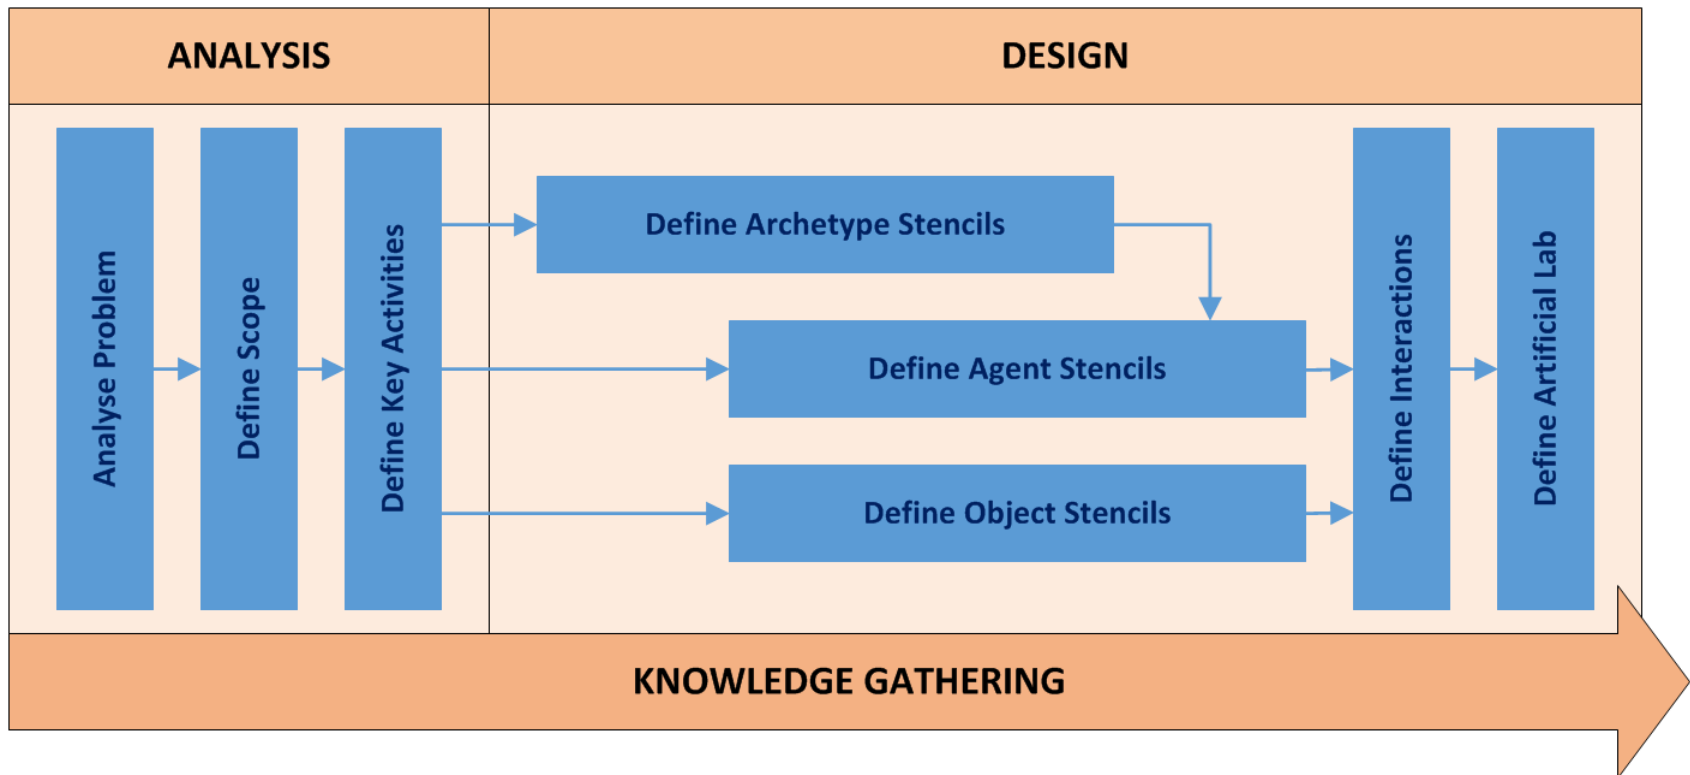 ANALYSIS
DESIGN
Analyse Problem
Define Scope
Define Key Activities
Define Archetype Stencils
Define Agent Stencils
Define Object Stencils
Define Interactions
Define Artificial Lab
KNOWLEDGE GATHERING